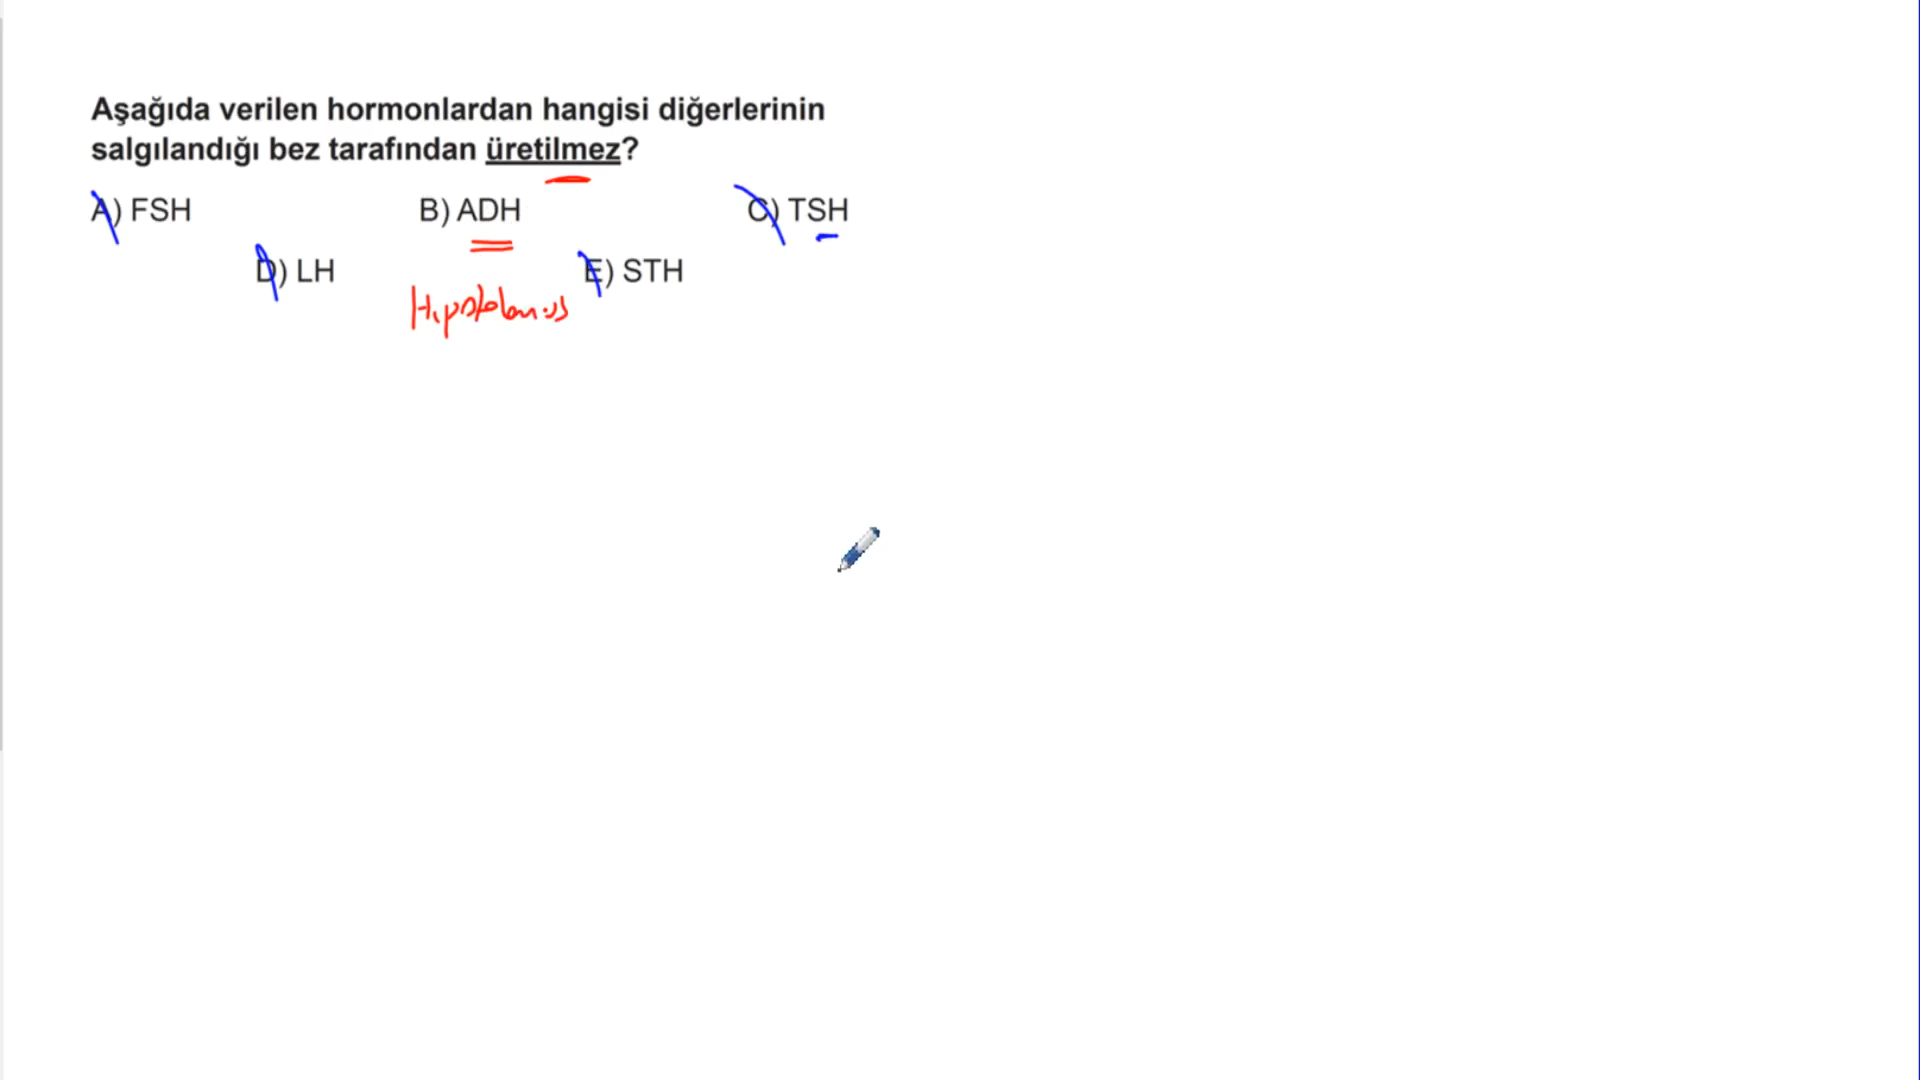 Aşağıda verilen hormonlardan hangisi diğerlerinin
salgılandığı bez tarafından üretilmez?
A) FSH B) ADH C) TSH
D) LH E) STH
Hipotalamus